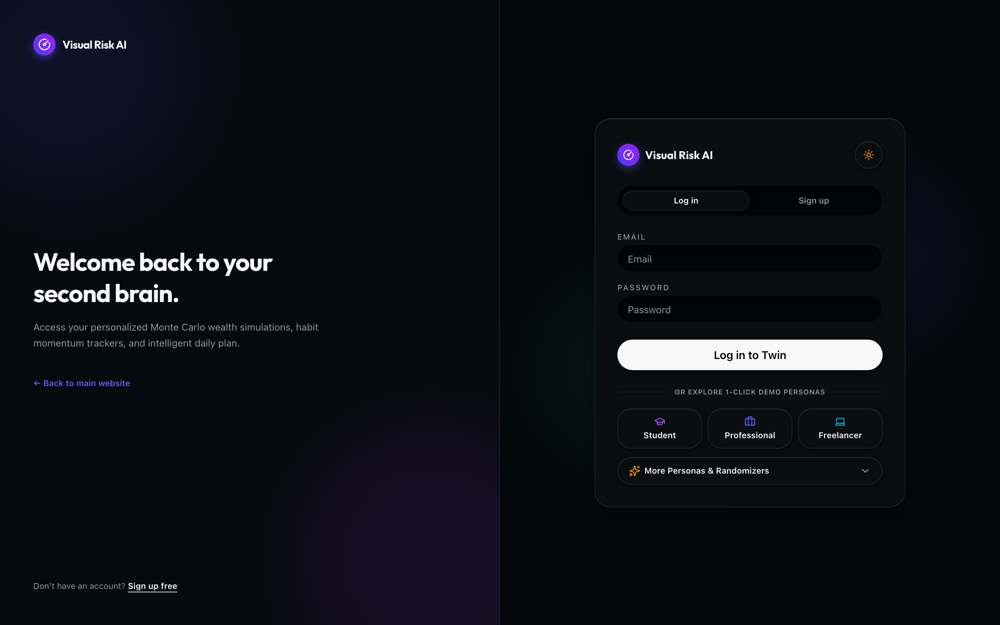 Visual Risk AI
Welcome back to your
second brain.
Access your personalized Monte Carlo wealth simulations, habit
momentum trackers, and intelligent daily plan.
← Back to main website
Don't have an account? Sign up free
Visual Risk AI
Log in
Sign up
EMAIL
Email
PASSWORD
Password
Log in to Twin
OR EXPLORE 1-CLICK DEMO PERSONAS
Student
Professional
Freelancer
More Personas & Randomizers